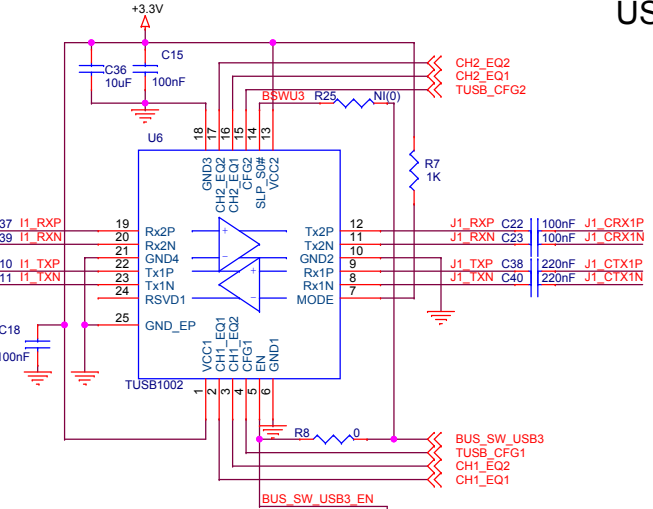 +3.3V
US
C36
10uF
C15
100nF
CH2_EQ2
CH2_EQ1
TUSB_CFG2
BSWU3
R25
NI(0)
R7
1K
U6
18
17
16
15
14
13
GND3
CH2_EQ2
CH2_EQ1
CFG2
SLP_S0#
VCC2
37 I1_RXP 19 Rx2P Tx2P 12 J1_RXP C22 100nF J1_CRX1P
39 I1_RXN 20 Rx2N Tx2N 11 J1_RXN C23 100nF J1_CRX1N
21 GND4 GND2 10
10 I1_TXP 22 Tx1P Rx1P 9 J1_TXP C38 220nF J1_CTX1P
11 I1_TXN 23 Tx1N Rx1N 8 J1_TXN C40 220nF J1_CTX1N
24 RSVD1 MODE 7
+
-
+
-
25 GND_EP
C18
100nF
VCC1
CH1_EQ1
CH1_EQ2
CFG1
EN
GND1
TUSB1002
1
2
3
4
5
6
R8
0
BUS_SW_USB3
TUSB_CFG1
CH1_EQ2
CH1_EQ1
BUS_SW_USB3_EN